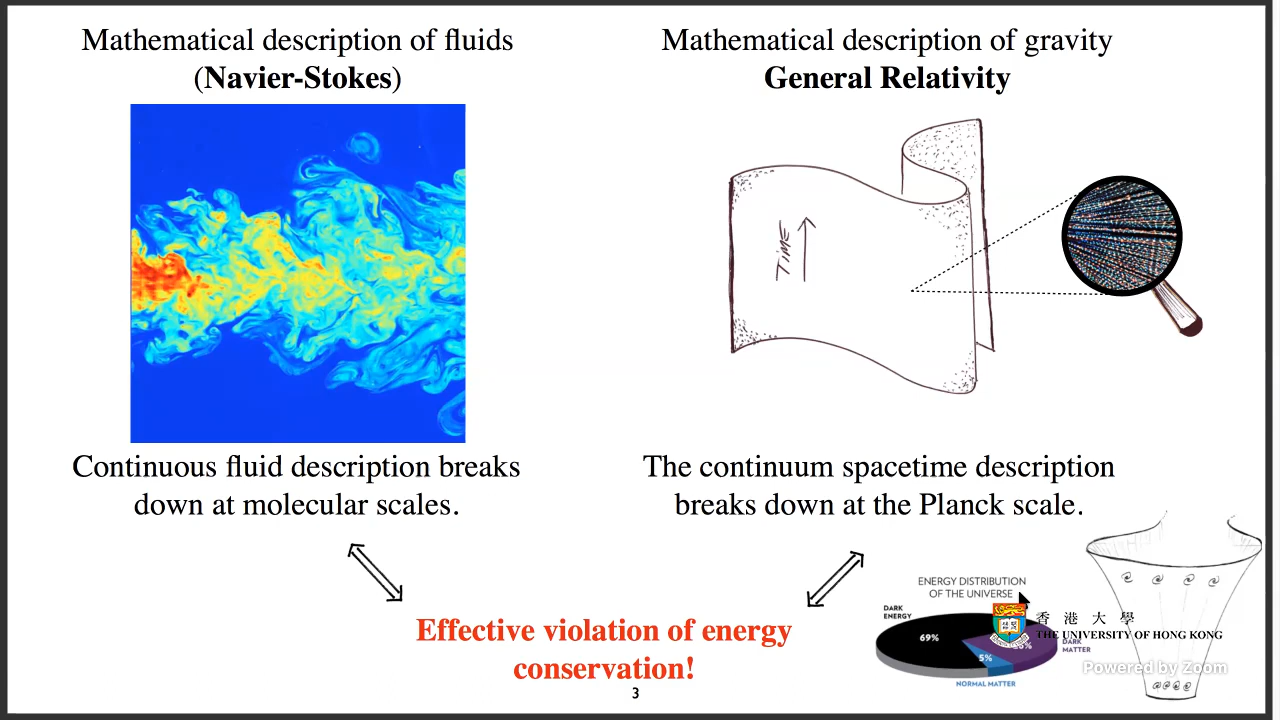 Mathematical description of fluids
(Navier-Stokes)
Mathematical description of gravity
General Relativity
TIME
Continuous fluid description breaks
down at molecular scales.
The continuum spacetime description
breaks down at the Planck scale.
Effective violation of energy
conservation!
3
ENERGY DISTRIBUTION
OF THE UNIVERSE
DARK
ENERGY
69%
5%
DARK
MATTER
NORMAL MATTER
香港大學
THE UNIVERSITY OF HONG KONG
Powered by Zoom